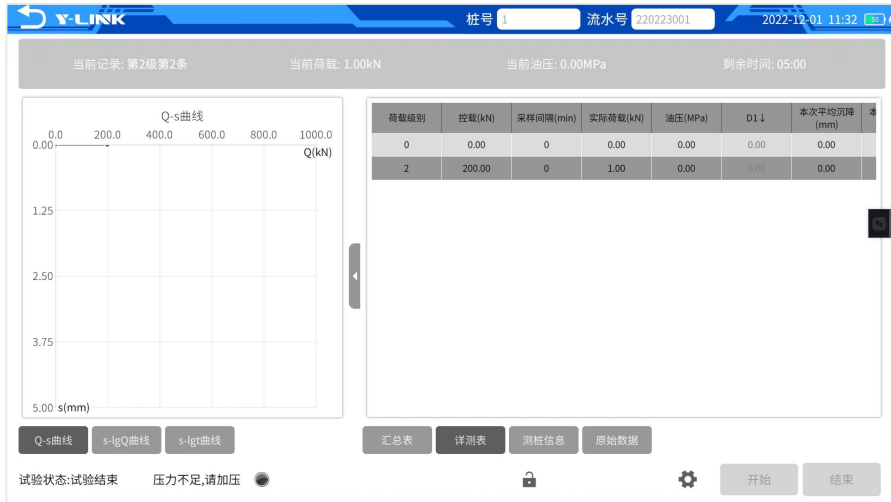 Y-LINK 桩号 1 流水号 220223001 2022-12-01 11:32 50
当前记录: 第2级第2条 当前荷载: 1.00kN 当前油压: 0.00MPa 剩余时间: 05:00
Q-s曲线
0.0 200.0 400.0 600.0 800.0 1000.0
0.00
Q(kN)
1.25
2.50
3.75
5.00 s(mm)
荷载级别 控载(kN) 采样间隔(min) 实际荷载(kN) 油压(MPa) D1↓ 本次平均沉降(mm) 本
0 0.00 0 0.00 0.00 0.00 0.00
2 200.00 0 1.00 0.00 0.00 0.00
Q-s曲线 s-lgQ曲线 s-lgt曲线 汇总表 详测表 测桩信息 原始数据
试验状态:试验结束 压力不足,请加压 开始 结束